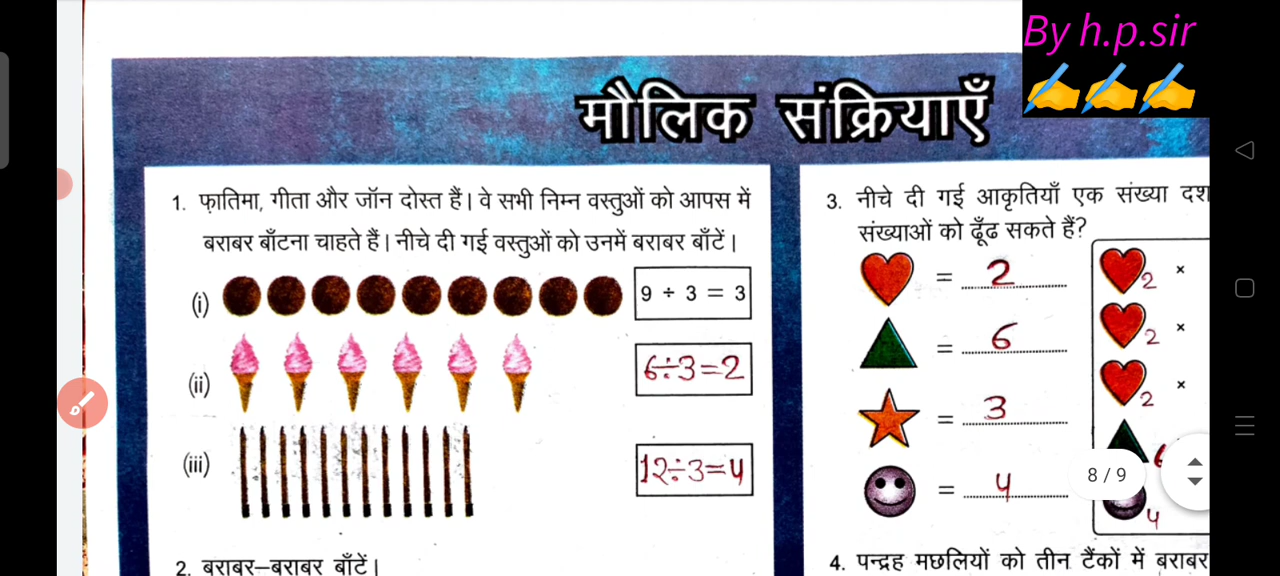 By h.p.sir
मौलिक संक्रियाएँ
1. फ़ातिमा, गीता और जॉन दोस्त हैं। वे सभी निम्न वस्तुओं को आपस में
बराबर बाँटना चाहते हैं। नीचे दी गई वस्तुओं को उनमें बराबर बाँटें।
(i) 9 ÷ 3 = 3
(ii) 6÷3=2
(iii) 12÷3=4
2. बराबर–बराबर बाँटें।
3. नीचे दी गई आकृतियाँ एक संख्या
संख्याओं को ढूँढ सकते हैं?
= 2
= 6
= 3
= 4
2 ×
2 ×
2 ×
6
4
8 / 9
4. पन्द्रह मछलियों को तीन टैंकों में बराबर